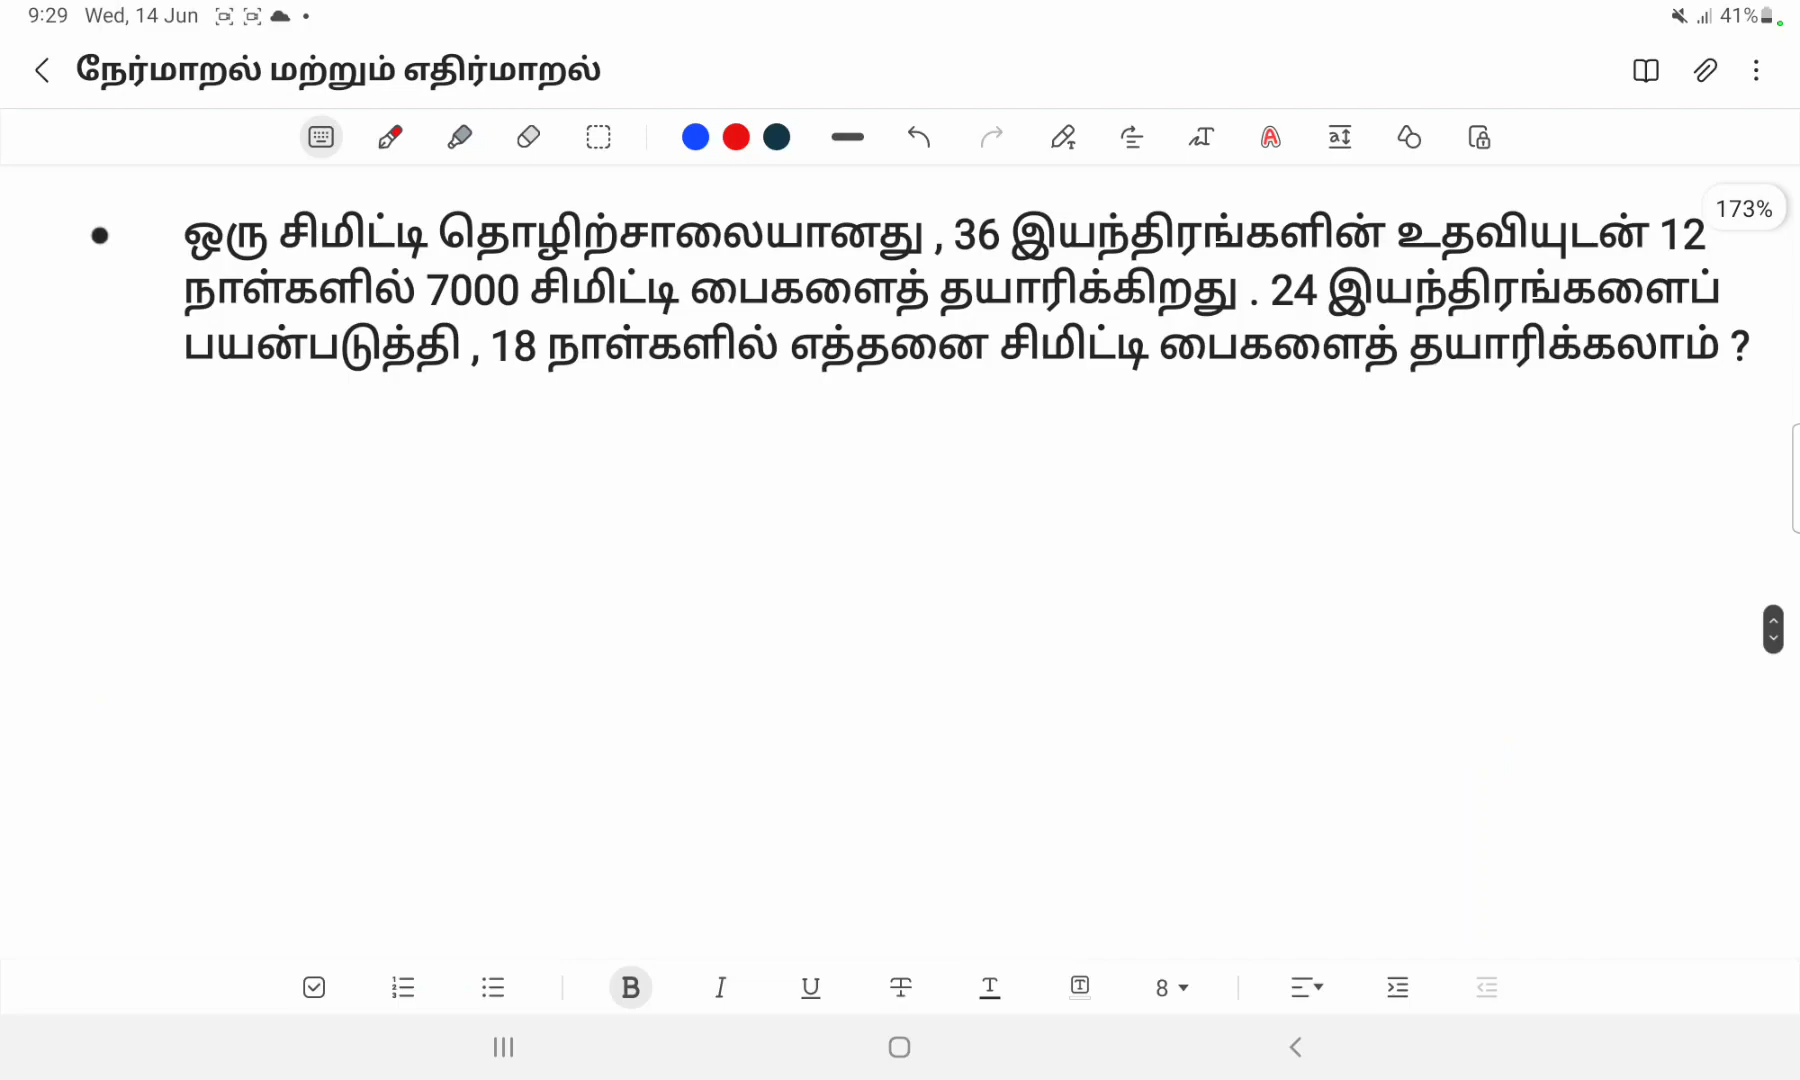 9:29 Wed, 14 Jun
41%
நேர்மாறல் மற்றும் எதிர்மாறல்
173%
ஒரு சிமிட்டி தொழிற்சாலையானது , 36 இயந்திரங்களின் உதவியுடன் 12
நாள்களில் 7000 சிமிட்டி பைகளைத் தயாரிக்கிறது . 24 இயந்திரங்களைப்
பயன்படுத்தி , 18 நாள்களில் எத்தனை சிமிட்டி பைகளைத் தயாரிக்கலாம் ?
B I U T T T 8